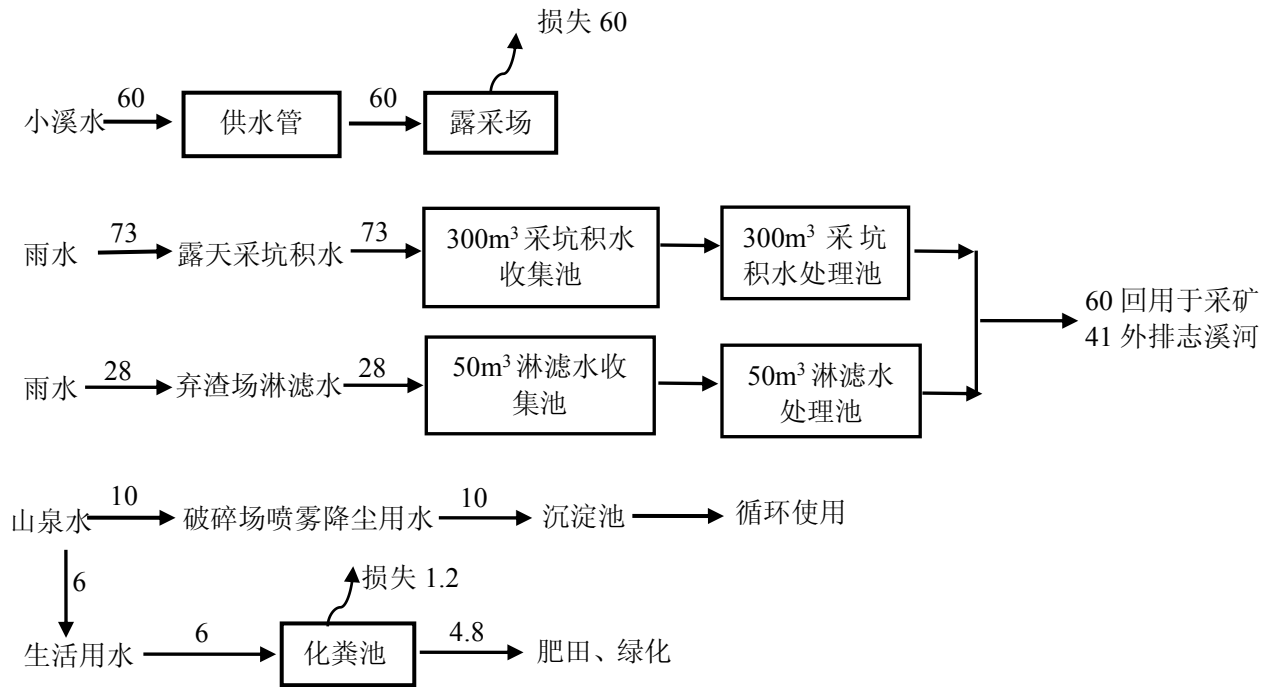 损失 60
小溪水
60
供水管
60
露采场
雨水
73
露天采坑积水
73
300m³ 采坑积水
收集池
300m³ 采 坑
积水处理池
60 回用于采矿
41 外排志溪河
雨水
28
弃渣场淋滤水
28
50m³ 淋滤水收
集池
50m³ 淋滤水
处理池
山泉水
10
破碎场喷雾降尘用水
10
沉淀池
循环使用
6
损失 1.2
生活用水
6
化粪池
4.8
肥田、绿化